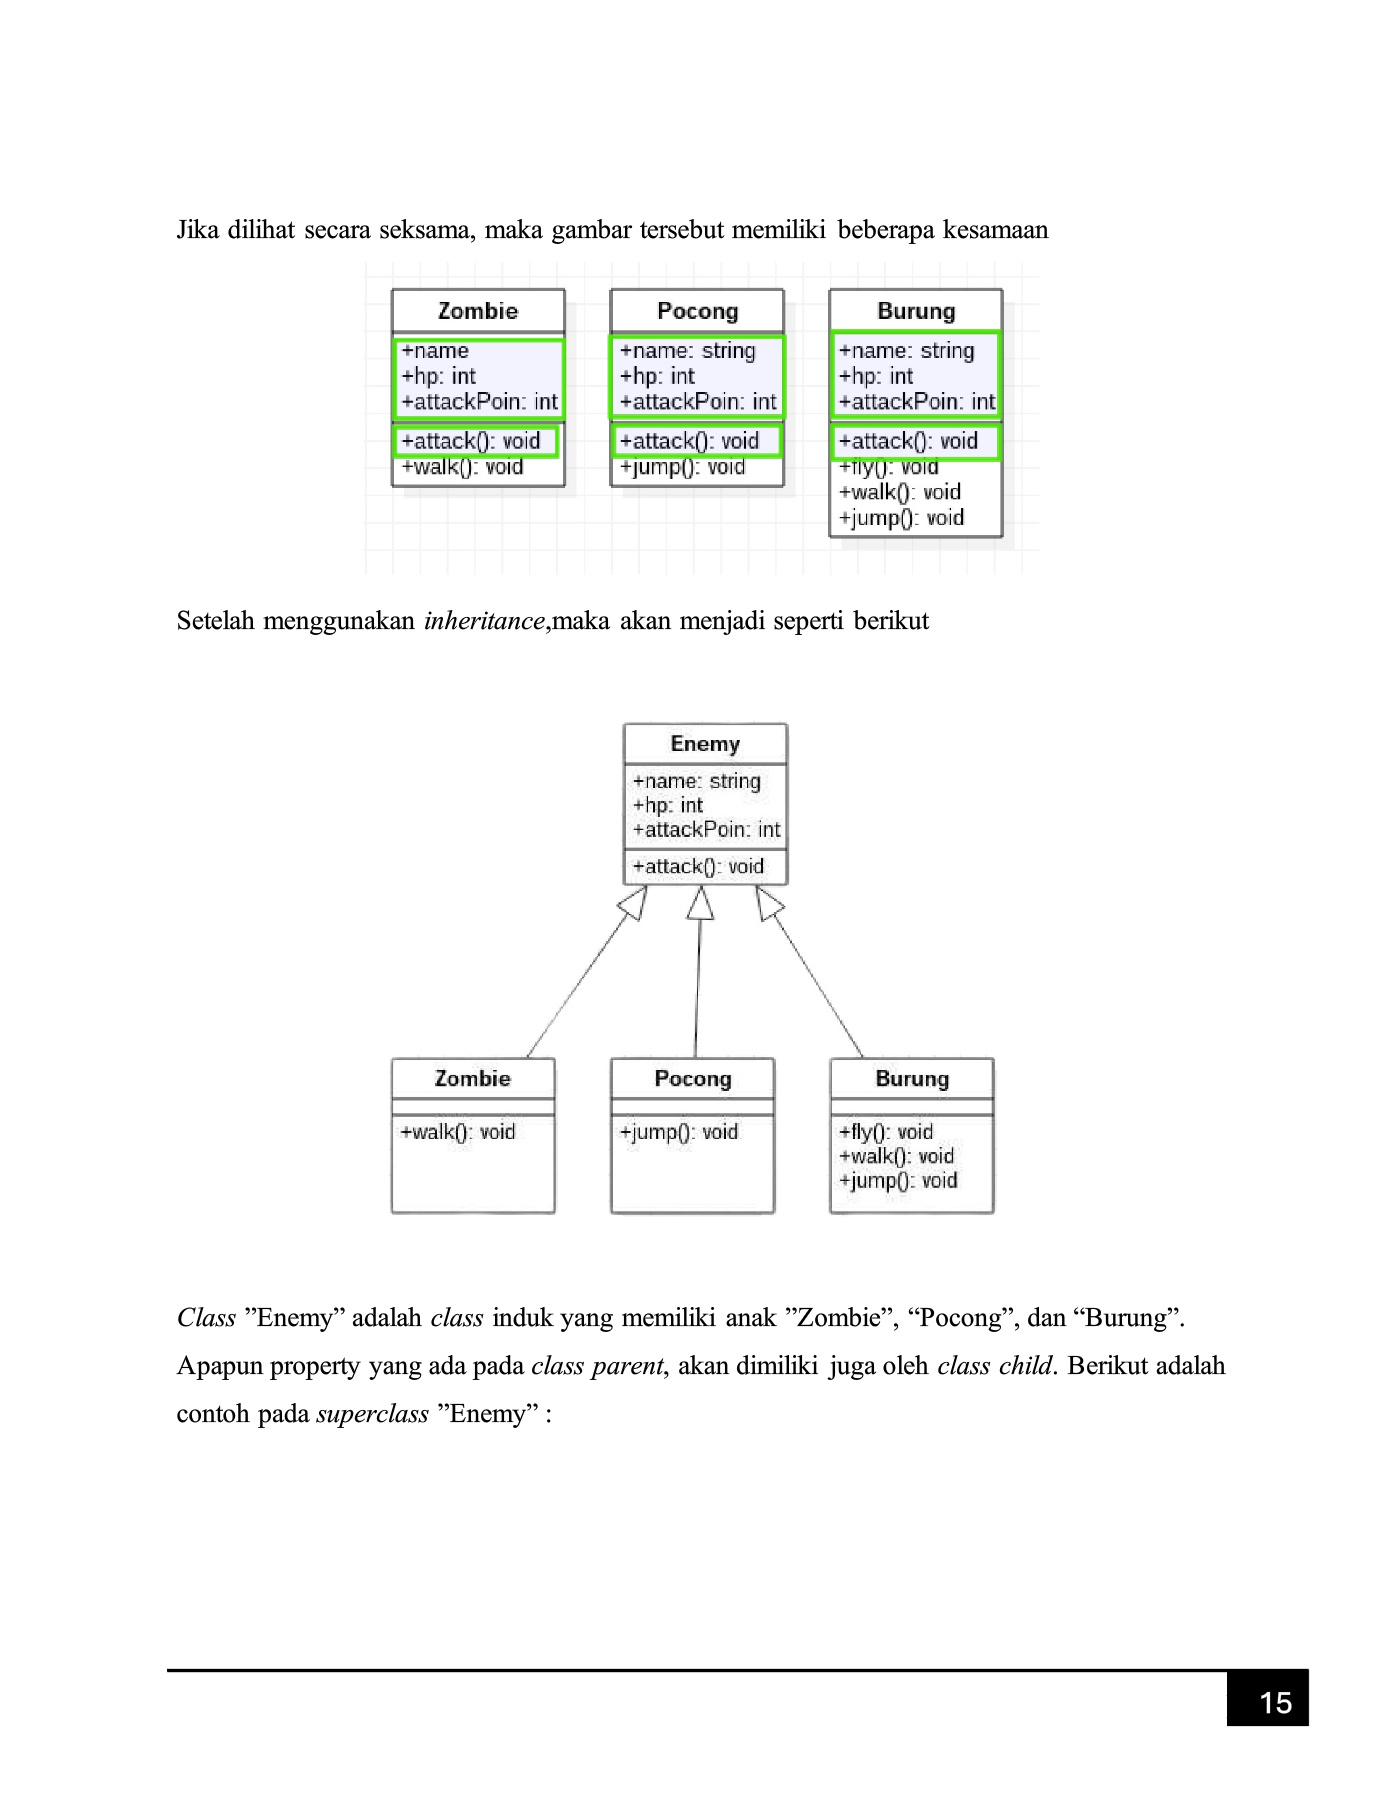 Jika dilihat secara seksama, maka gambar tersebut memiliki beberapa kesamaan
Zombie
+name
+hp: int
+attackPoin: int
+attack(): void
+walk(): void
Pocong
+name: string
+hp: int
+attackPoin: int
+attack(): void
+jump(): void
Burung
+name: string
+hp: int
+attackPoin: int
+attack(): void
+fly(): void
+walk(): void
+jump(): void
Setelah menggunakan inheritance,maka akan menjadi seperti berikut
Enemy
+name: string
+hp: int
+attackPoin: int
+attack(): void
Zombie
+walk(): void
Pocong
+jump(): void
Burung
+fly(): void
+walk(): void
+jump(): void
Class ”Enemy” adalah class induk yang memiliki anak ”Zombie”, “Pocong”, dan “Burung”.
Apapun property yang ada pada class parent, akan dimiliki juga oleh class child. Berikut adalah
contoh pada superclass ”Enemy” :
15